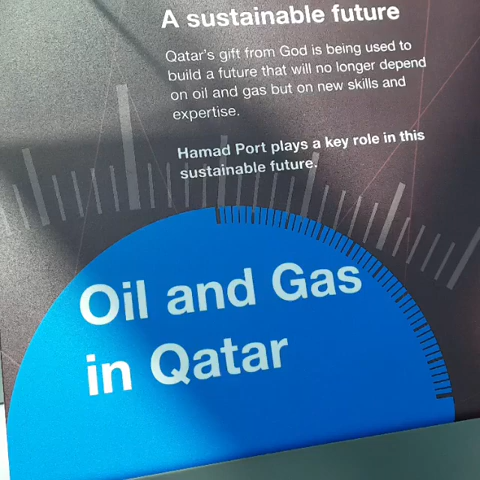 A sustainable future
Qatar's gift from God is being used to
build a future that will no longer depend
on oil and gas but on new skills and
expertise.
Hamad Port plays a key role in this
sustainable future.
Oil and Gas
in Qatar